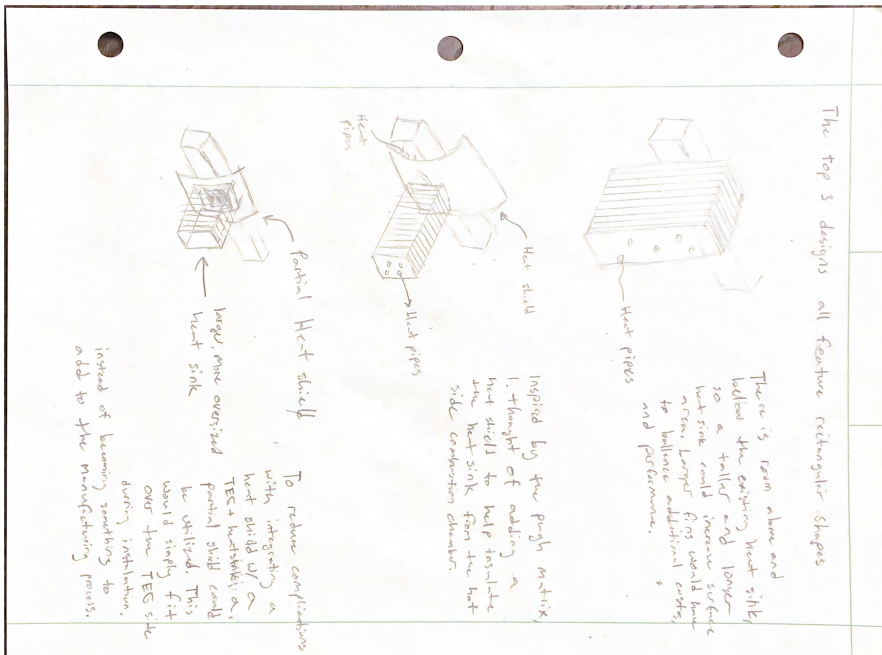 The top 3 designs all feature rectangular shapes
Heat pipes
There is room above and
bellow the existing heat sink,
so a taller and longer
heat sink could increase surface
area. Larger fins would have
to ballence additional costs,
and performance.
Heat
pipes
Heat shield
Heat pipes
Inspired by the pugh matrix,
I thought of adding a
heat shield to help insulate
the heat sink from the hot
side combustion chamber.
Partial Heat shield
larger, more oversized
heat sink
To reduce complications
with integrating a
heat shield w/ a
TEC + heatsink; a
partial shield could
be utilized. This
would simply fit
over the TEG side
during instalation,
instead of becoming something to
add to the manufacturing process.